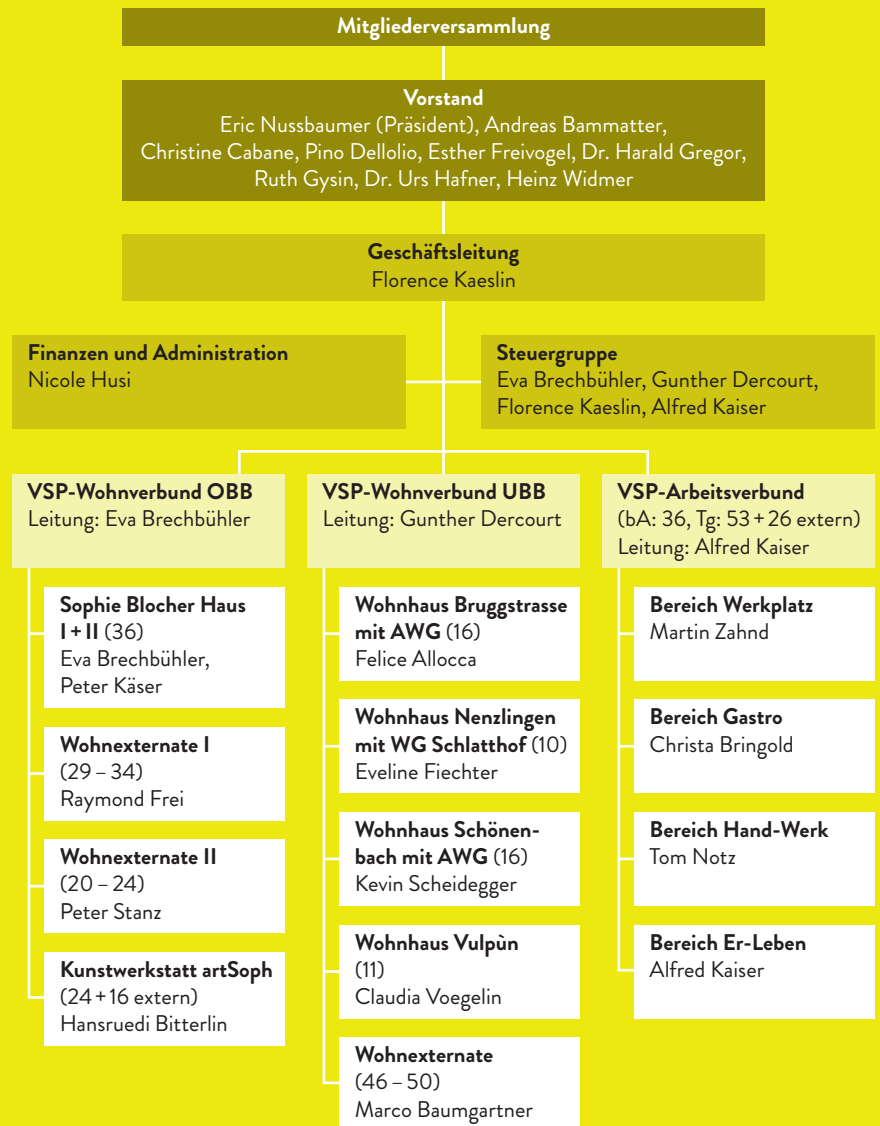 Mitgliederversammlung
Vorstand
Eric Nussbaumer (Präsident), Andreas Bammatter,
Christine Cabane, Pino Dellolio, Esther Freivogel, Dr. Harald Gregor,
Ruth Gysin, Dr. Urs Hafner, Heinz Widmer
Geschäftsleitung
Florence Kaeslin
Finanzen und Administration
Nicole Husi
Steuergruppe
Eva Brechbühler, Gunther Dercourt,
Florence Kaeslin, Alfred Kaiser
VSP-Wohnverbund OBB
Leitung: Eva Brechbühler
Sophie Blocher Haus
I + II (36)
Eva Brechbühler,
Peter Käser
Wohnexternate I
(29 – 34)
Raymond Frei
Wohnexternate II
(20 – 24)
Peter Stanz
Kunstwerkstatt artSoph
(24 + 16 extern)
Hansruedi Bitterlin
VSP-Wohnverbund UBB
Leitung: Gunther Dercourt
Wohnhaus Bruggstrasse
mit AWG (16)
Felice Allocca
Wohnhaus Nenzlingen
mit WG Schlatthof (10)
Eveline Fiechter
Wohnhaus Schönen-
bach mit AWG (16)
Kevin Scheidegger
Wohnhaus Vulpùn
(11)
Claudia Voegelin
Wohnexternate
(46 – 50)
Marco Baumgartner
VSP-Arbeitsverbund
(bA: 36, Tg: 53 + 26 extern)
Leitung: Alfred Kaiser
Bereich Werkplatz
Martin Zahnd
Bereich Gastro
Christa Bringold
Bereich Hand-Werk
Tom Notz
Bereich Er-Leben
Alfred Kaiser